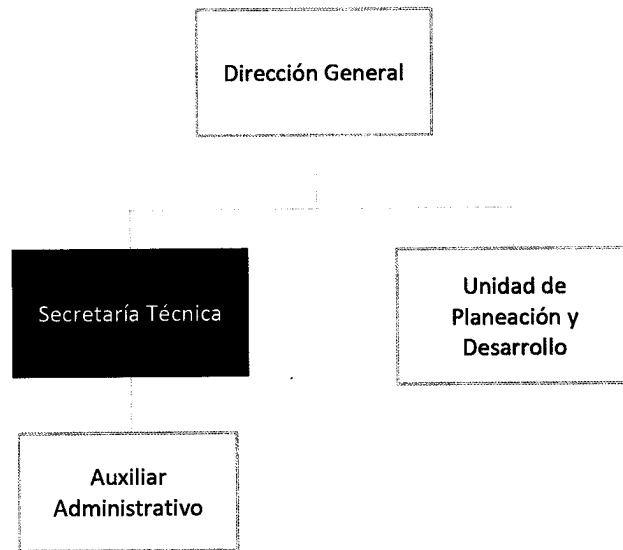 Dirección General
Secretaría Técnica
Unidad de
Planeación y
Desarrollo
Auxiliar
Administrativo